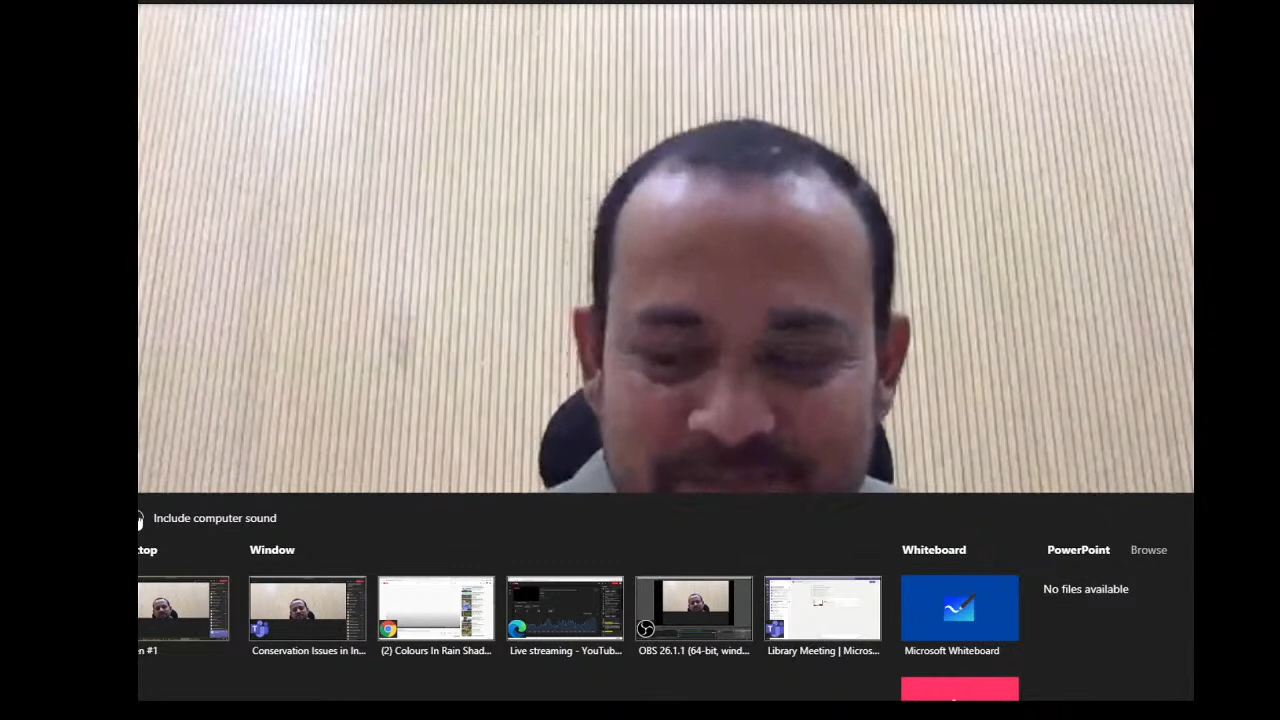 Include computer sound
top
Window
Whiteboard
PowerPoint
Browse
No files available
n #1
Conservation Issues in In...
(2) Colours In Rain Shad...
Live streaming - YouTub...
OBS 26.1.1 (64-bit, wind...
Library Meeting | Micros...
Microsoft Whiteboard